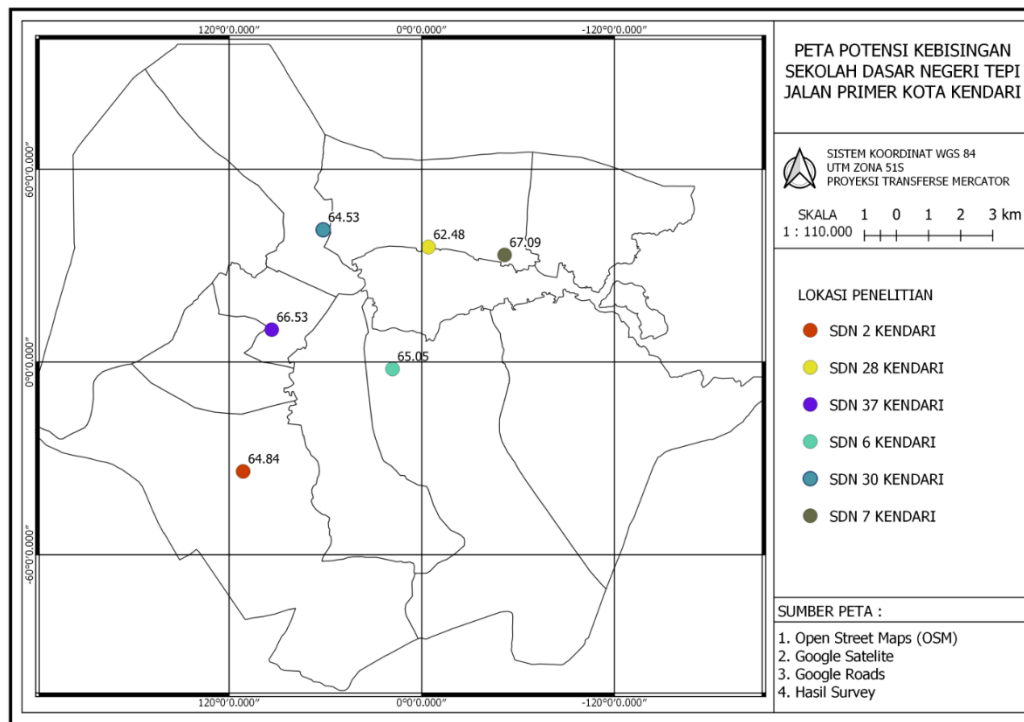 120°0'0.000"
0°0'0.000"
-120°0'0.000"
60°0'0.000"
0°0'0.000"
-60°0'0.000"
64.53
62.48
67.09
66.53
65.05
64.84
120°0'0.000"
0°0'0.000"
-120°0'0.000"
PETA POTENSI KEBISINGAN
SEKOLAH DASAR NEGERI TEPI
JALAN PRIMER KOTA KENDARI
SISTEM KOORDINAT WGS 84
UTM ZONA 51S
PROYEKSI TRANSFERSE MERCATOR
SKALA
1 : 110.000
1 0 1 2 3 km
LOKASI PENELITIAN
SDN 2 KENDARI
SDN 28 KENDARI
SDN 37 KENDARI
SDN 6 KENDARI
SDN 30 KENDARI
SDN 7 KENDARI
SUMBER PETA :
1. Open Street Maps (OSM)
2. Google Satelite
3. Google Roads
4. Hasil Survey